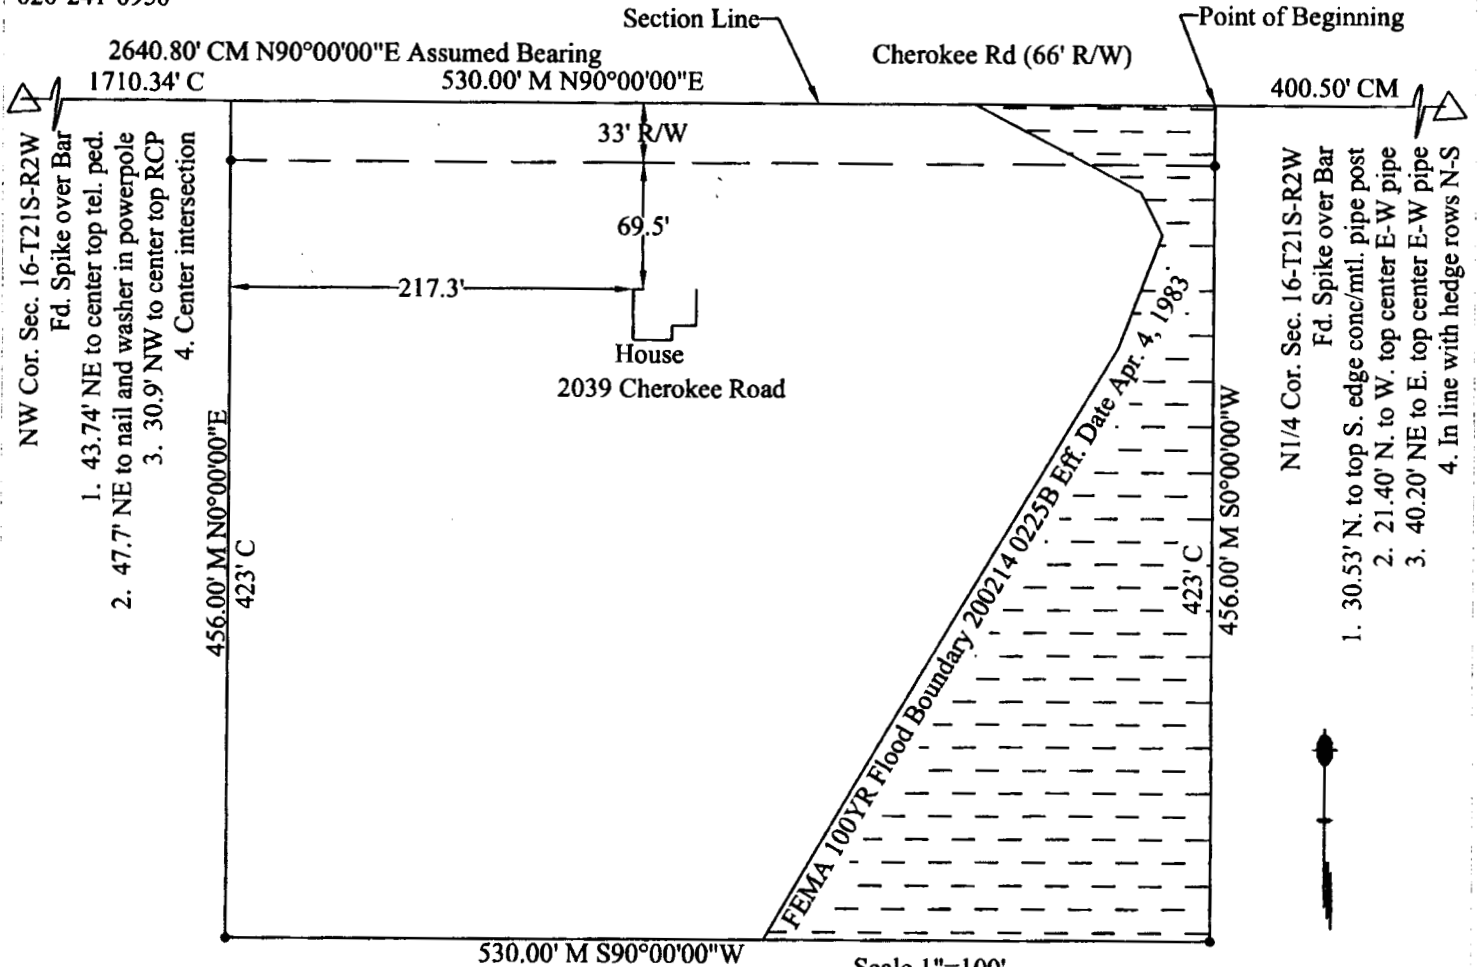 Section Line
Point of Beginning
2640.80' CM N90°00'00"E Assumed Bearing
Cherokee Rd (66' R/W)
1710.34' C
530.00' M N90°00'00"E
400.50' CM
33' R/W
69.5'
217.3'
House
2039 Cherokee Road
NW Cor. Sec. 16-T21S-R2W
Fd. Spike over Bar
1. 43.74' NE to center top tel. ped.
2. 47.7' NE to nail and washer in powerpole
3. 30.9' NW to center top RCP
4. Center intersection
456.00' M N0°00'00"E
423' C
FEMA 100YR Flood Boundary 200214 0225B Eff. Date Apr. 4, 1983
423' C
456.00' M S0°00'00"W
N1/4 Cor. Sec. 16-T21S-R2W
Fd. Spike over Bar
1. 30.53' N. to top S. edge conc/mtl. pipe post
2. 21.40' N. to W. top center E-W pipe
3. 40.20' NE to E. top center E-W pipe
4. In line with hedge rows N-S
530.00' M S90°00'00"W
Scale 1"=100'